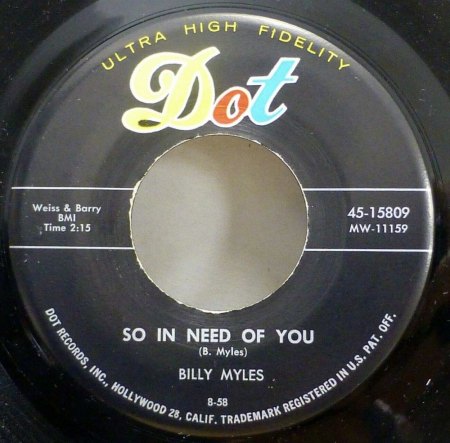 ULTRA HIGH FIDELITY
Dot
Weiss & Barry
BMI
Time 2:15
45-15809
MW-11159
SO IN NEED OF YOU
(B. Myles)
BILLY MYLES
8-58
DOT RECORDS, INC., HOLLYWOOD 28, CALIF. TRADEMARK REGISTERED IN U.S. PAT. OFF.